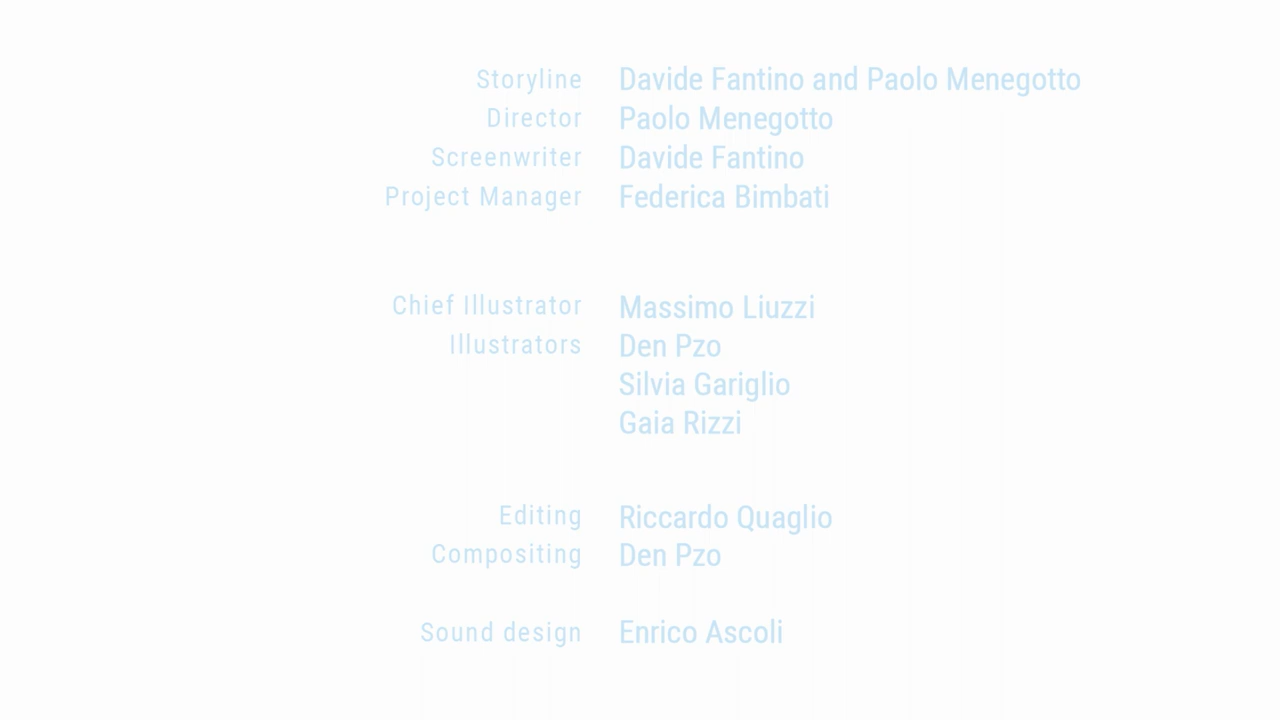 Storyline Davide Fantino and Paolo Menegotto
Director Paolo Menegotto
Screenwriter Davide Fantino
Project Manager Federica Bimbati
Chief Illustrator Massimo Liuzzi
Illustrators Den Pzo
Silvia Gariglio
Gaia Rizzi
Editing Riccardo Quaglio
Compositing Den Pzo
Sound design Enrico Ascoli